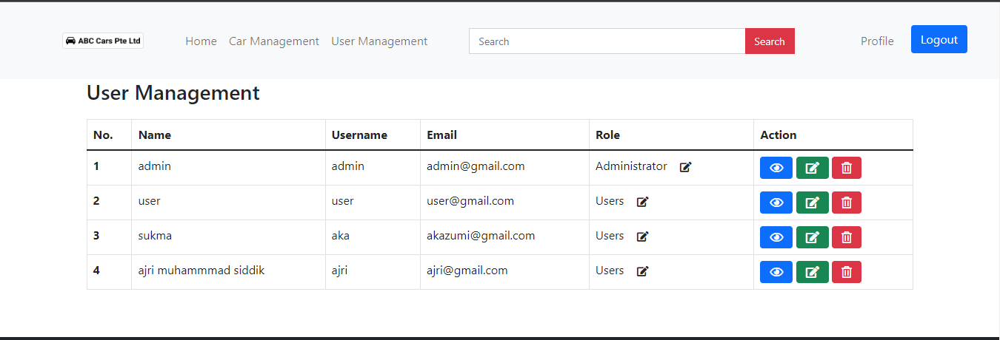 ABC Cars Pte Ltd Home Car Management User Management Search Search Profile Logout
User Management
No. Name Username Email Role Action
1 admin admin admin@gmail.com Administrator
2 user user user@gmail.com Users
3 sukma aka akazumi@gmail.com Users
4 ajri muhammmad siddik ajri ajri@gmail.com Users